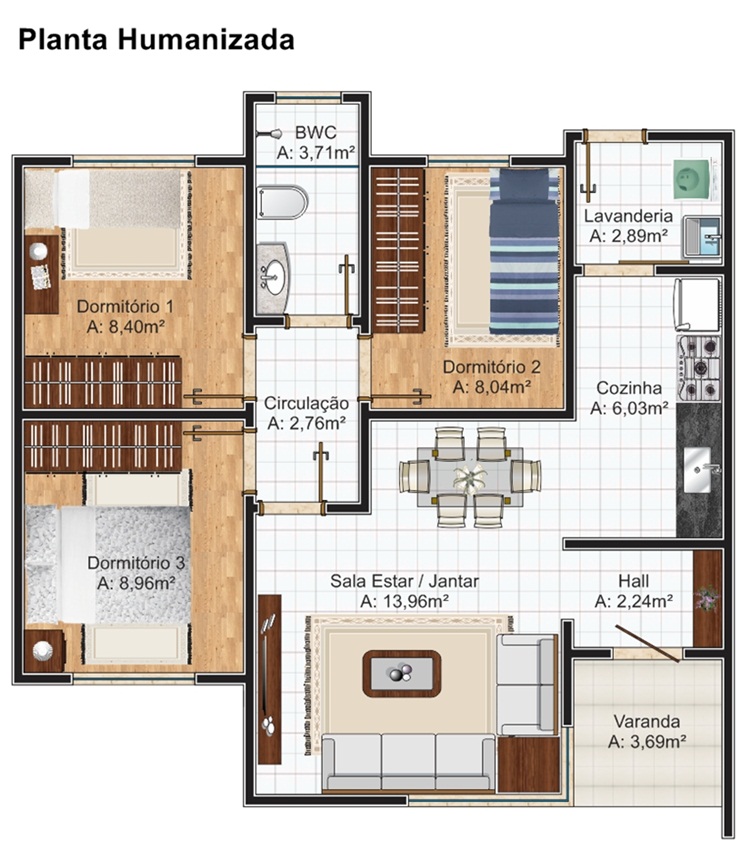 Planta Humanizada
BWC
A: 3,71m²
Lavanderia
A: 2,89m²
Dormitório 1
A: 8,40m²
Dormitório 2
A: 8,04m²
Cozinha
A: 6,03m²
Circulação
A: 2,76m²
Dormitório 3
A: 8,96m²
Sala Estar / Jantar
A: 13,96m²
Hall
A: 2,24m²
Varanda
A: 3,69m²